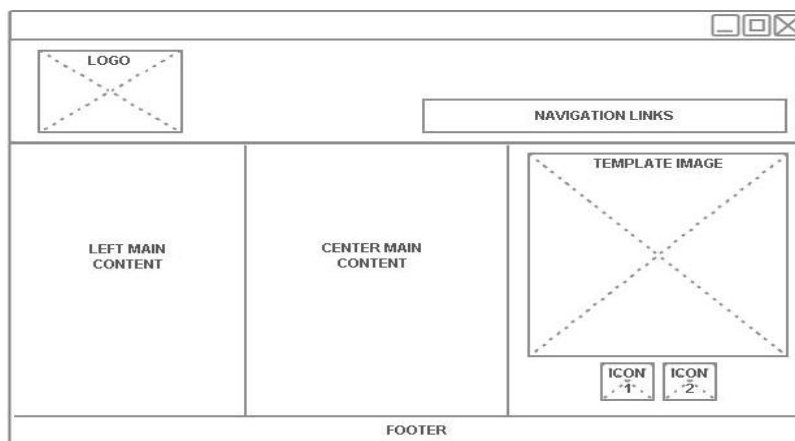 LOGO
NAVIGATION LINKS
TEMPLATE IMAGE
LEFT MAIN
CONTENT
CENTER MAIN
CONTENT
ICON
1
ICON
2
FOOTER